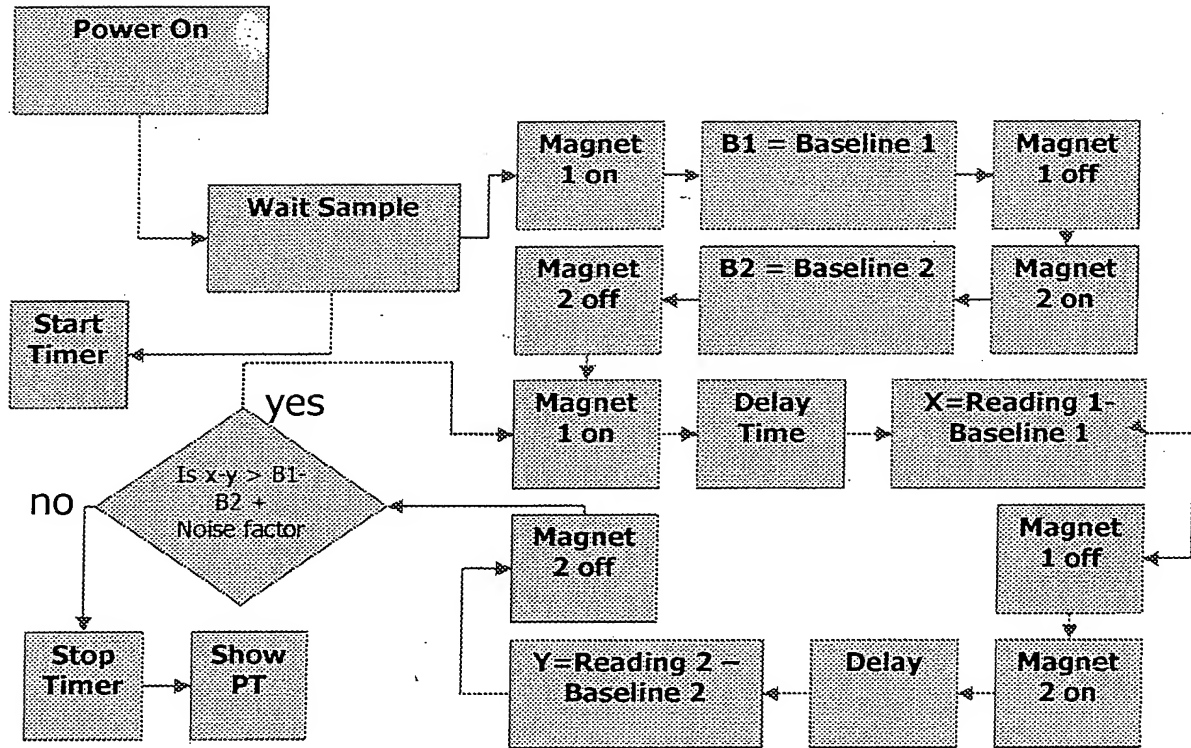 Power On
Wait Sample
Magnet
1 on
B1 = Baseline 1
Magnet
1 off
Magnet
2 off
B2 = Baseline 2
Magnet
2 on
Start
Timer
yes
Magnet
1 on
Delay
Time
X=Reading 1-
Baseline 1
no
Is x-y > B1-
B2 +
Noise factor
Magnet
2 off
Magnet
1 off
Stop
Timer
Show
PT
Y=Reading 2 –
Baseline 2
Delay
Magnet
2 on